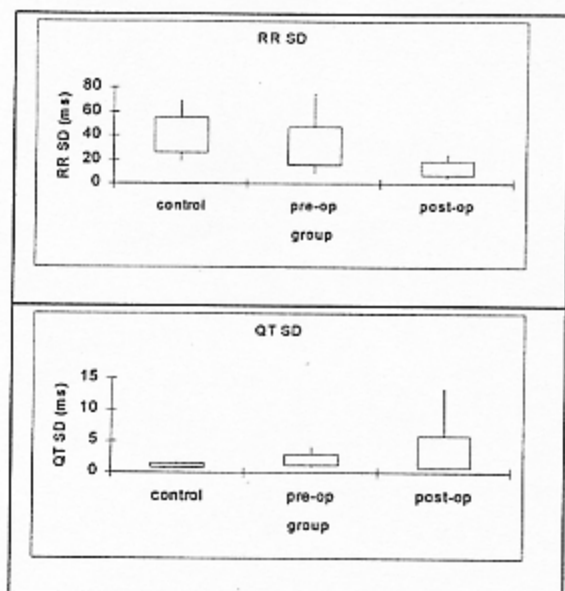 RR SD
80
60
40
20
0
RR SD (ms)
control pre-op post-op
group
QT SD
15
10
5
0
QT SD (ms)
control pre-op post-op
group